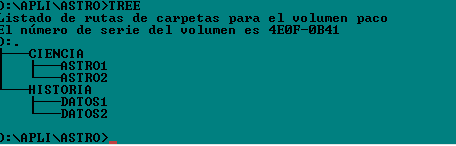 D:\APLI\ASTRO>TREE
Listado de rutas de carpetas para el volumen paco
El número de serie del volumen es 4E0F-0B41
D:.
├───CIENCIA
│   ├───ASTRO1
│   └───ASTRO2
└───HISTORIA
    ├───DATOS1
    └───DATOS2
D:\APLI\ASTRO>